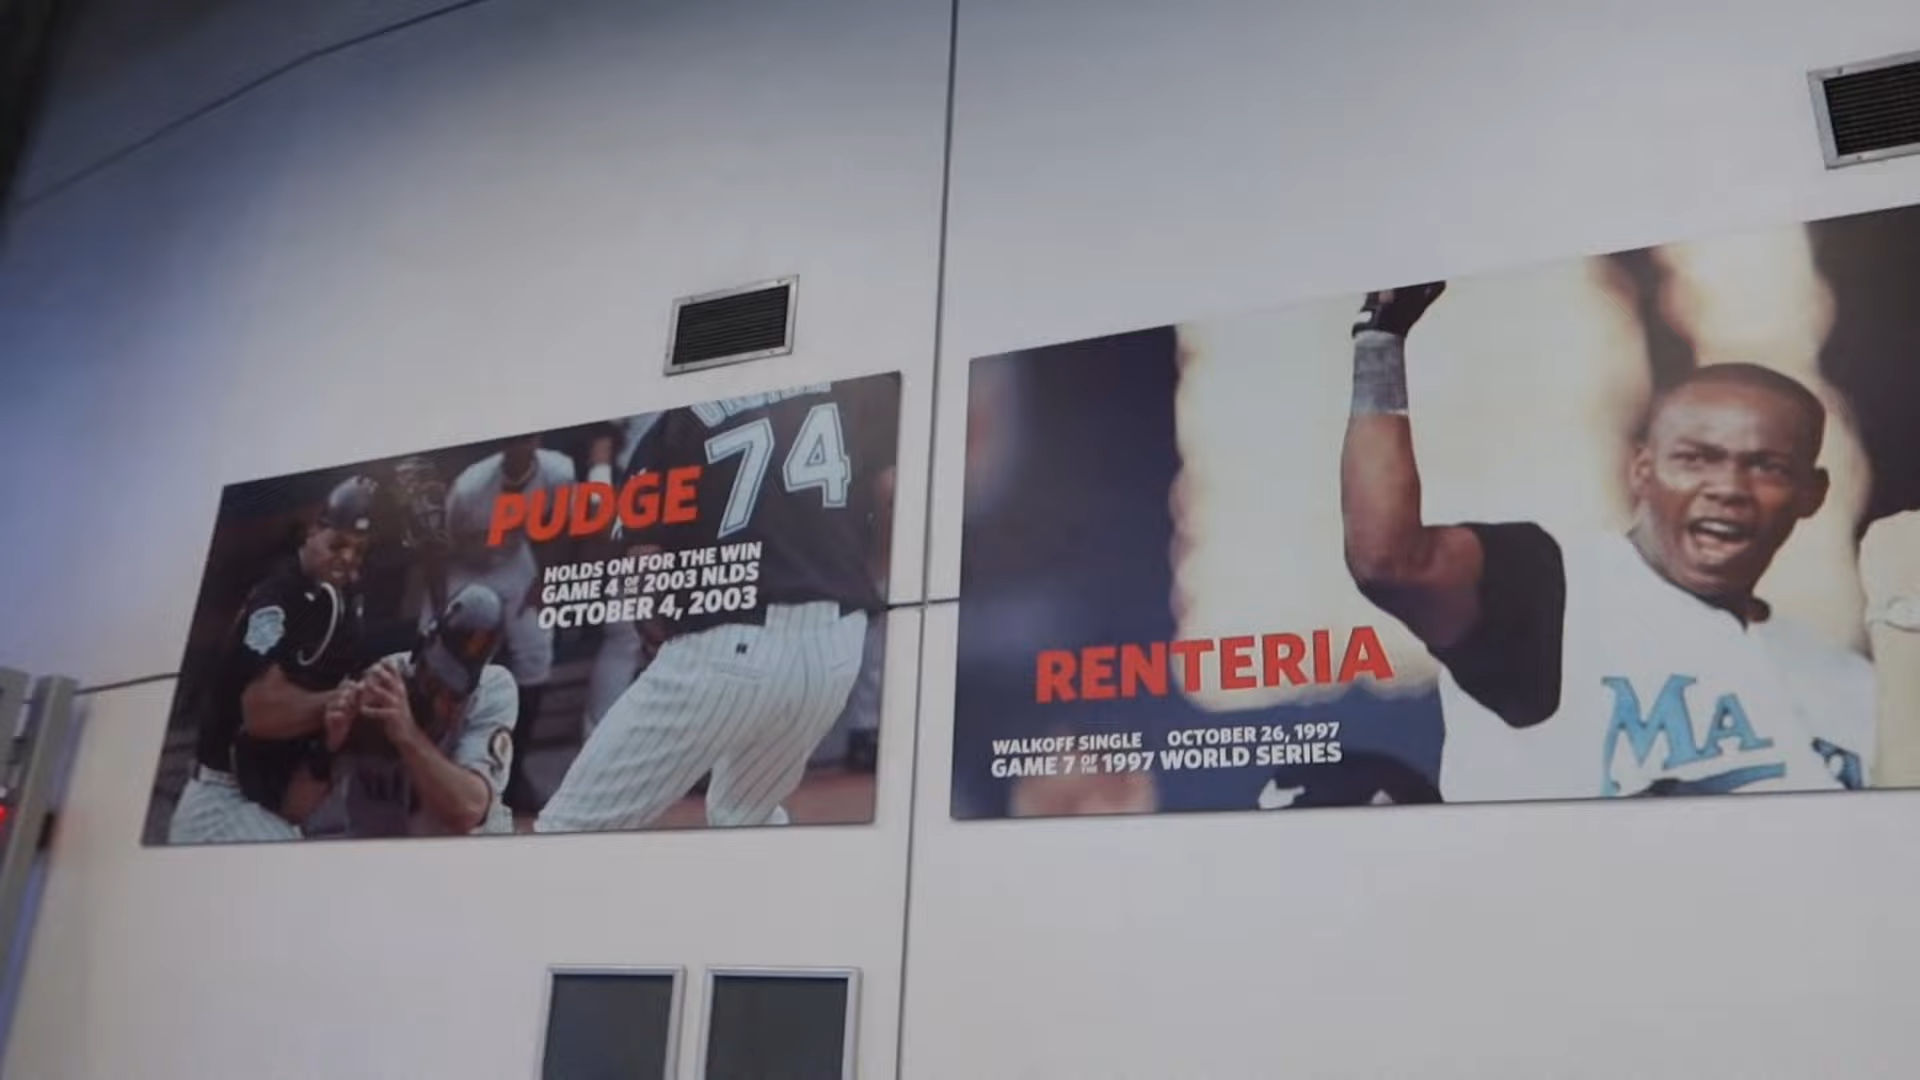 74
PUDGE
HOLDS ON FOR THE WIN
GAME 4 OF THE 2003 NLDS
OCTOBER 4, 2003
RENTERIA
WALKOFF SINGLE OCTOBER 26, 1997
GAME 7 OF THE 1997 WORLD SERIES
MA